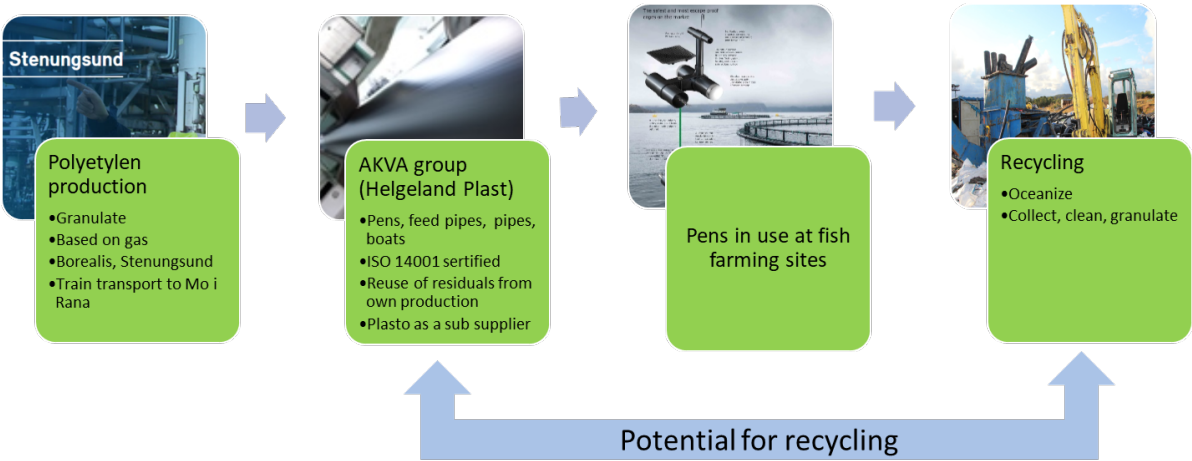 Stenungsund
Polyetylen
production
•Granulate
•Based on gas
•Borealis, Stenungsund
•Train transport to Mo i
Rana
AKVA group
(Helgeland Plast)
•Pens, feed pipes, pipes,
boats
•ISO 14001 sertified
•Reuse of residuals from
own production
•Plasto as a sub supplier
Pens in use at fish
farming sites
Recycling
•Oceanize
•Collect, clean, granulate
Potential for recycling